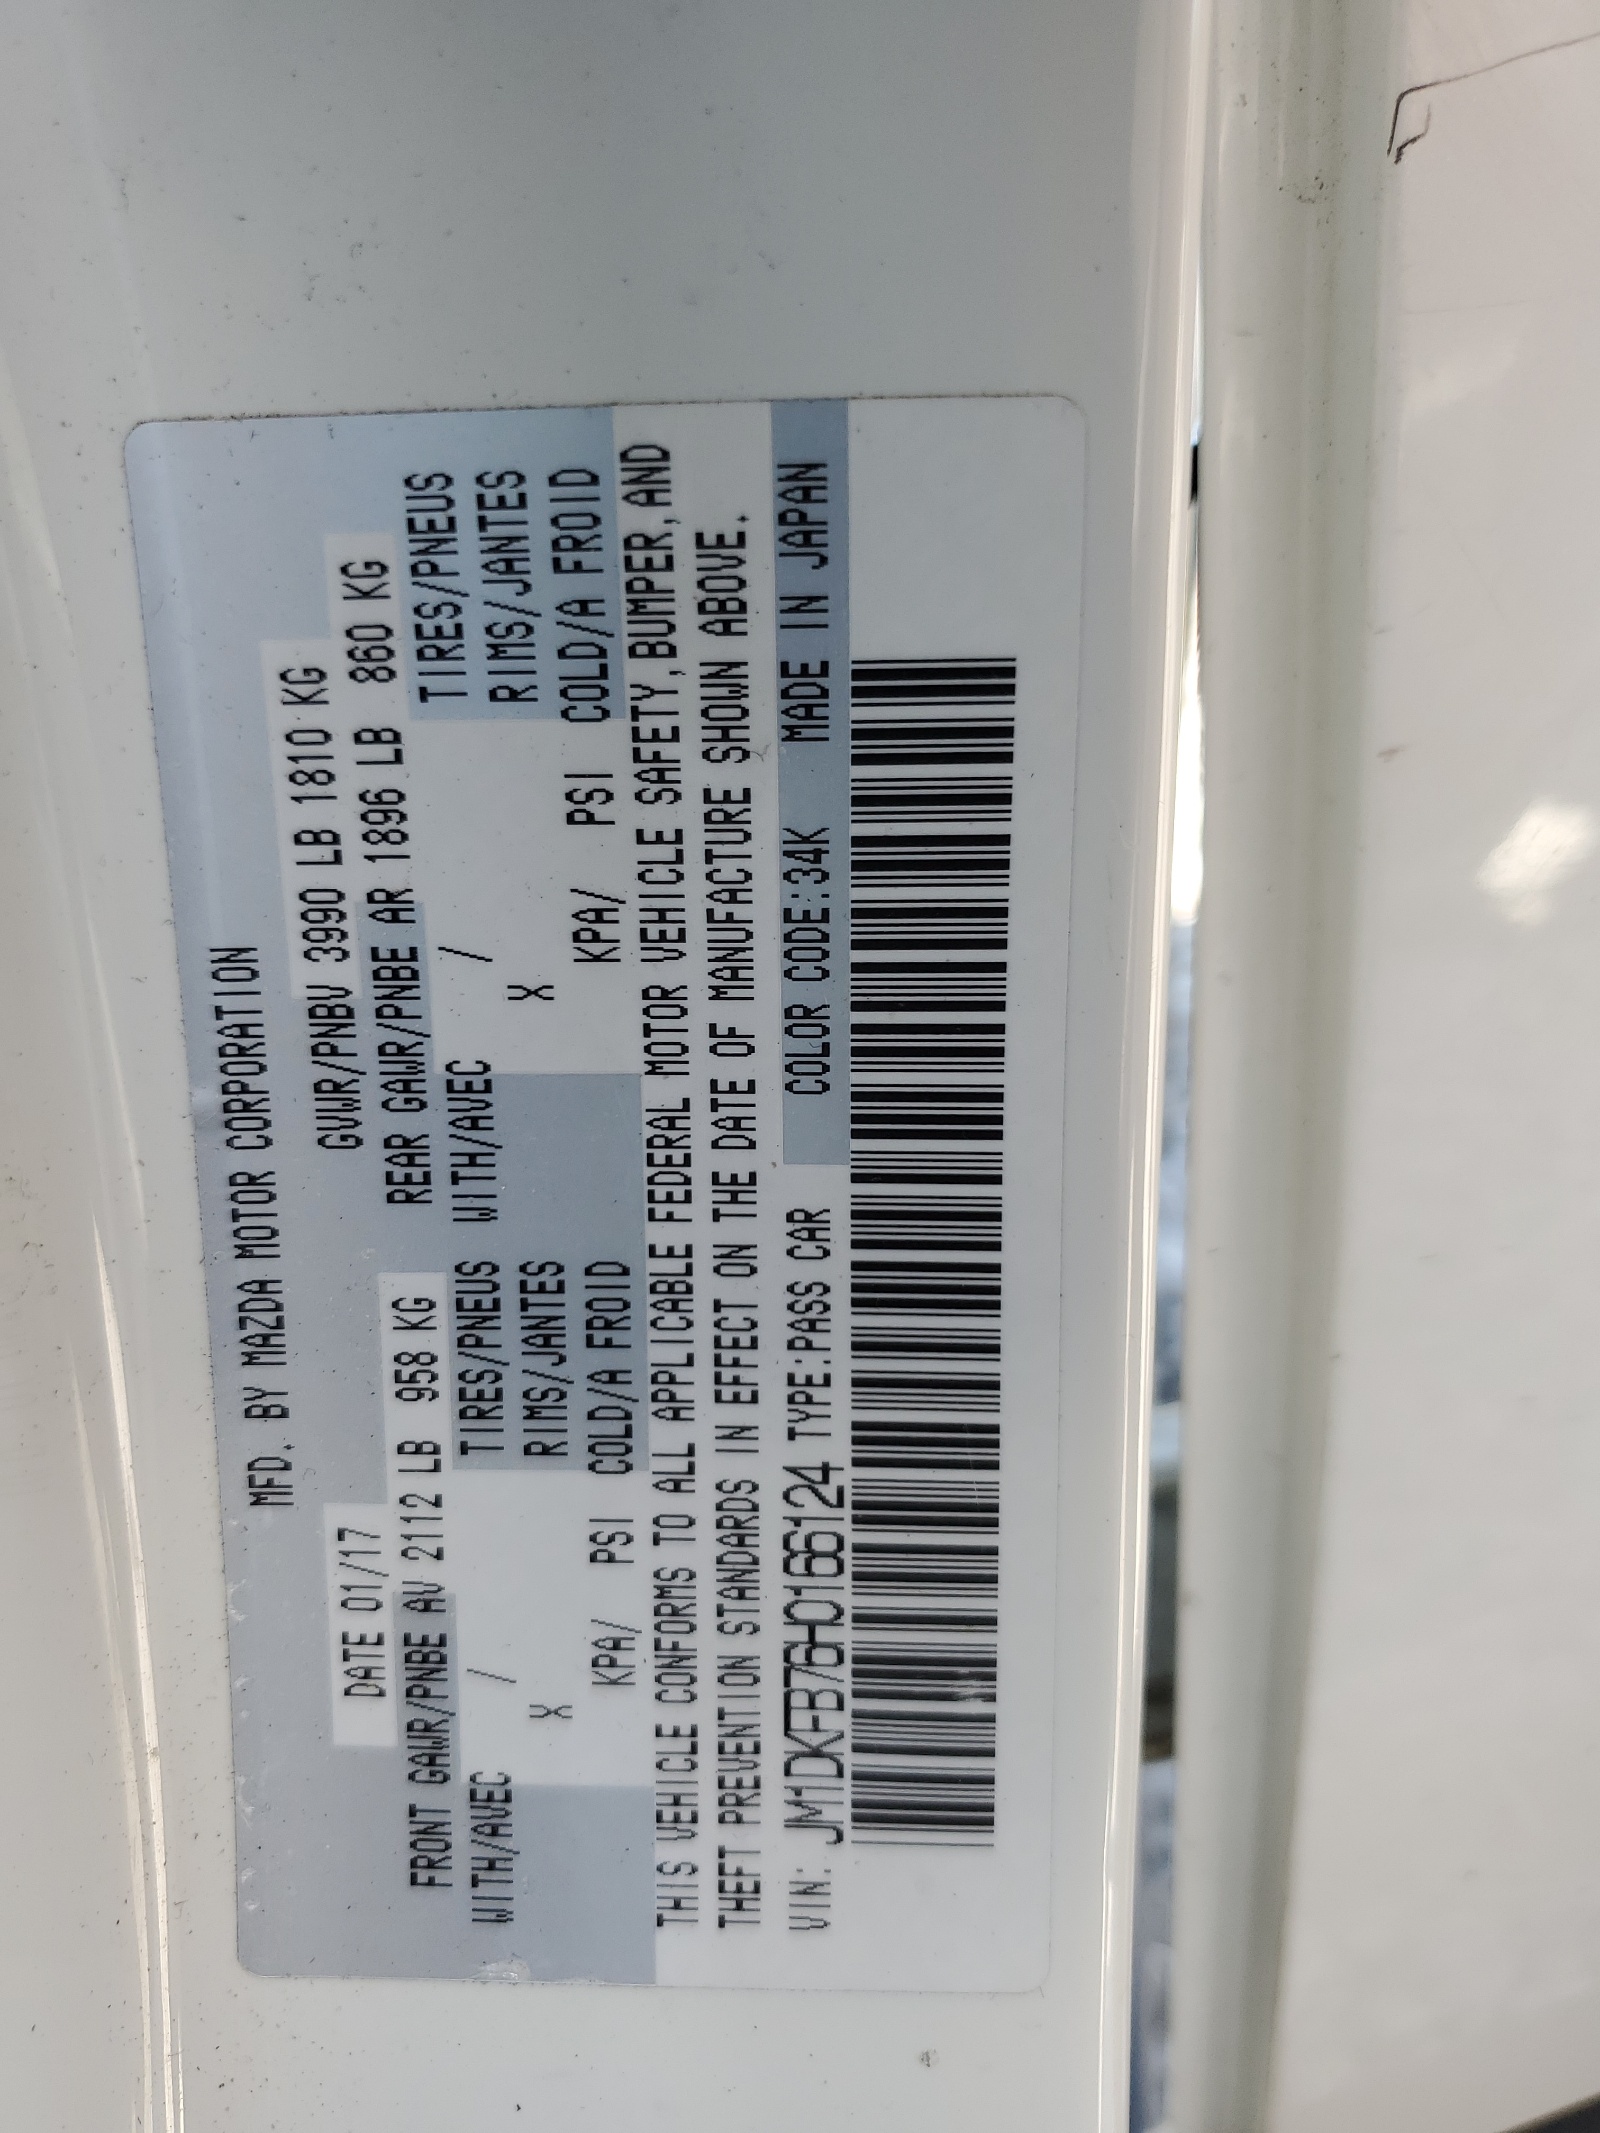 MFD. BY MAZDA MOTOR CORPORATION
DATE 01/17 GVWR/PNBV 3990 LB 1810 KG
FRONT GAWR/PNBE AV 2112 LB 958 KG REAR GAWR/PNBE AR 1896 LB 860 KG
WITH/AVEC / TIRES/PNEUS WITH/AVEC / TIRES/PNEUS
X RIMS/JANTES X RIMS/JANTES
KPA/ PSI COLD/A FROID KPA/ PSI COLD/A FROID
THIS VEHICLE CONFORMS TO ALL APPLICABLE FEDERAL MOTOR VEHICLE SAFETY, BUMPER, AND
THEFT PREVENTION STANDARDS IN EFFECT ON THE DATE OF MANUFACTURE SHOWN ABOVE.
VIN: JM1DKFB76H0166124 TYPE:PASS CAR COLOR CODE:34K MADE IN JAPAN